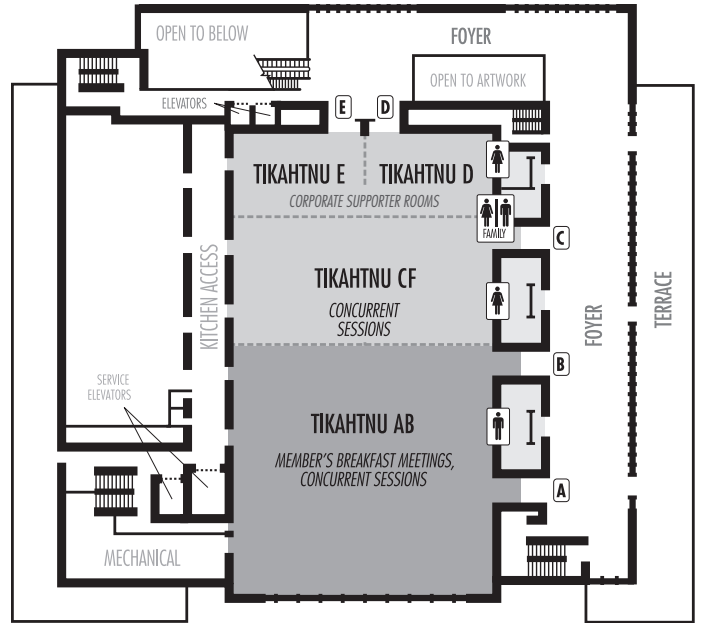 OPEN TO BELOW
FOYER
OPEN TO ARTWORK
ELEVATORS
E
D
TIKAHTNU E
TIKAHTNU D
CORPORATE SUPPORTER ROOMS
FAMILY
C
KITCHEN ACCESS
TIKAHTNU CF
CONCURRENT
SESSIONS
FOYER
TERRACE
B
SERVICE
ELEVATORS
TIKAHTNU AB
MEMBER'S BREAKFAST MEETINGS,
CONCURRENT SESSIONS
A
MECHANICAL